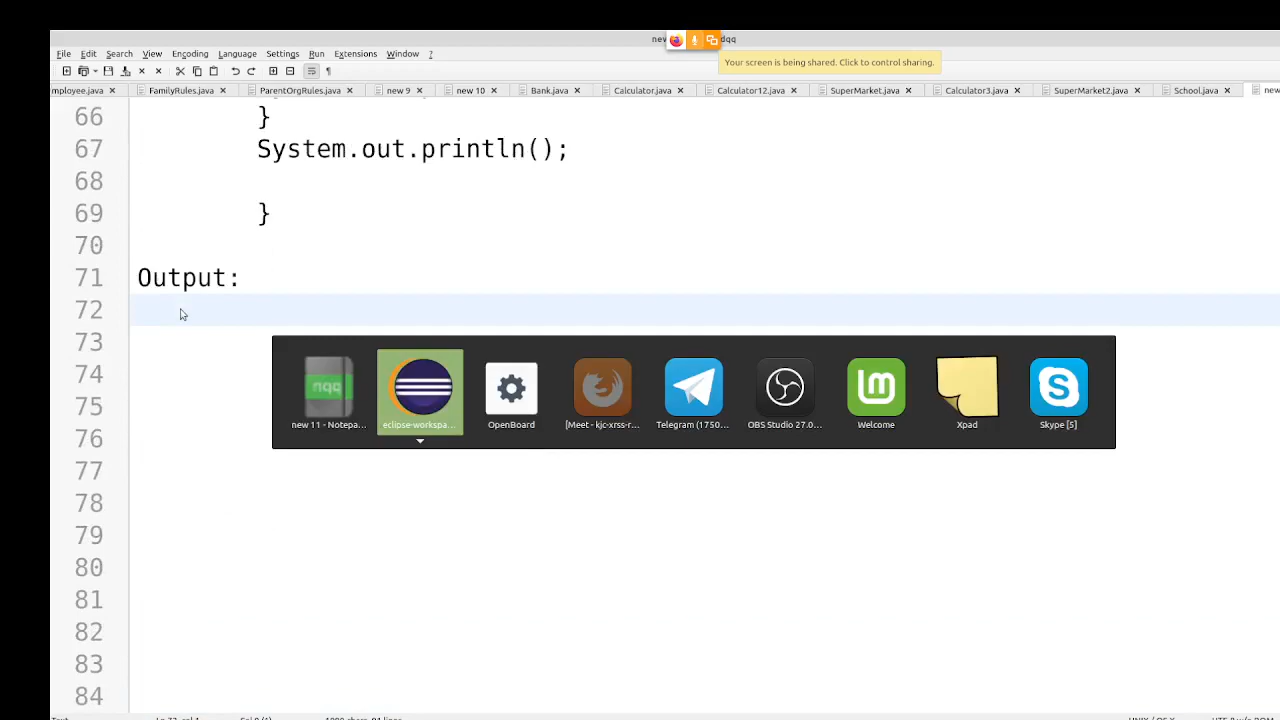 dqq
Your screen is being shared. Click to control sharing.
File Edit Search View Encoding Language Settings Run Extensions Window ?
mployee.java FamilyRules.java ParentOrgRules.java new 9 new 10 Bank.java Calculator.java Calculator12.java SuperMarket.java Calculator3.java SuperMarket2.java School.java new
66 }
67 System.out.println();
68
69 }
70
71 Output:
72
73
74
75
76
77
78
79
80
81
82
83
84
new 11 - Notepa... eclipse-workspa... OpenBoard [Meet - kjc-xrss-r... Telegram (1750... OBS Studio 27.0... Welcome Xpad Skype [5]